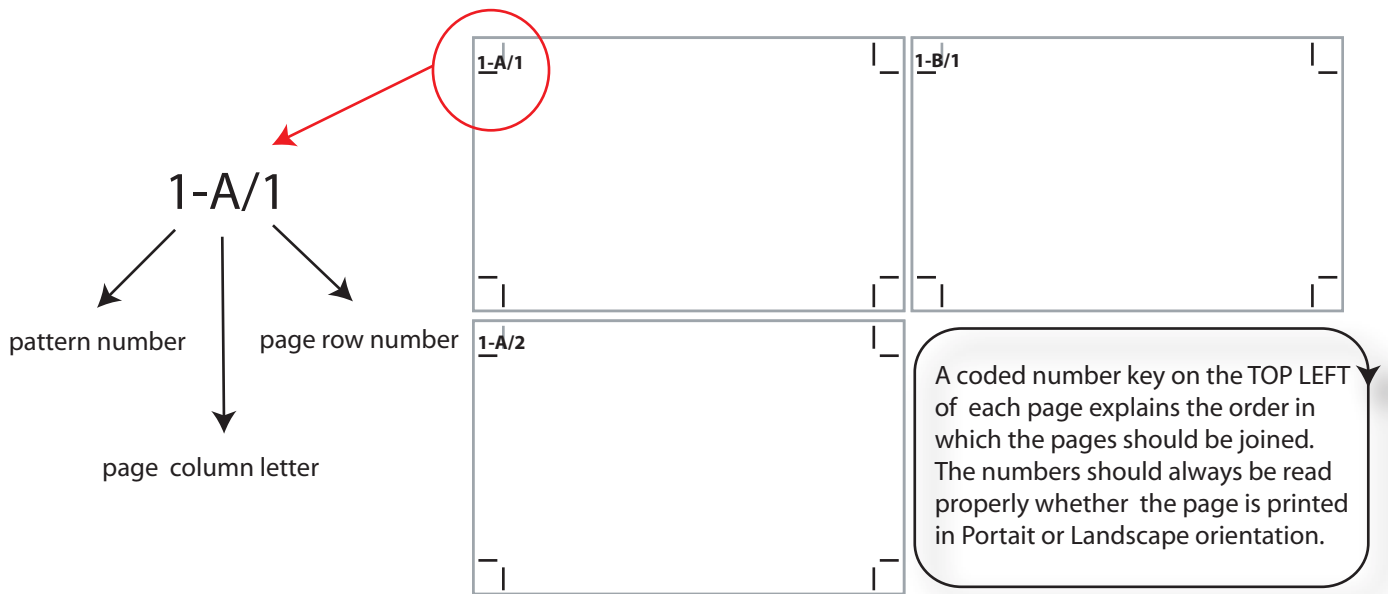 1-A/1
1-B/1
1-A/1
pattern number
page row number
page  column letter
1-A/2
A coded number key on the TOP LEFT
of  each page explains the order in
which the pages should be joined.
The numbers should always be read
properly whether  the page is printed
in Portait or Landscape orientation.